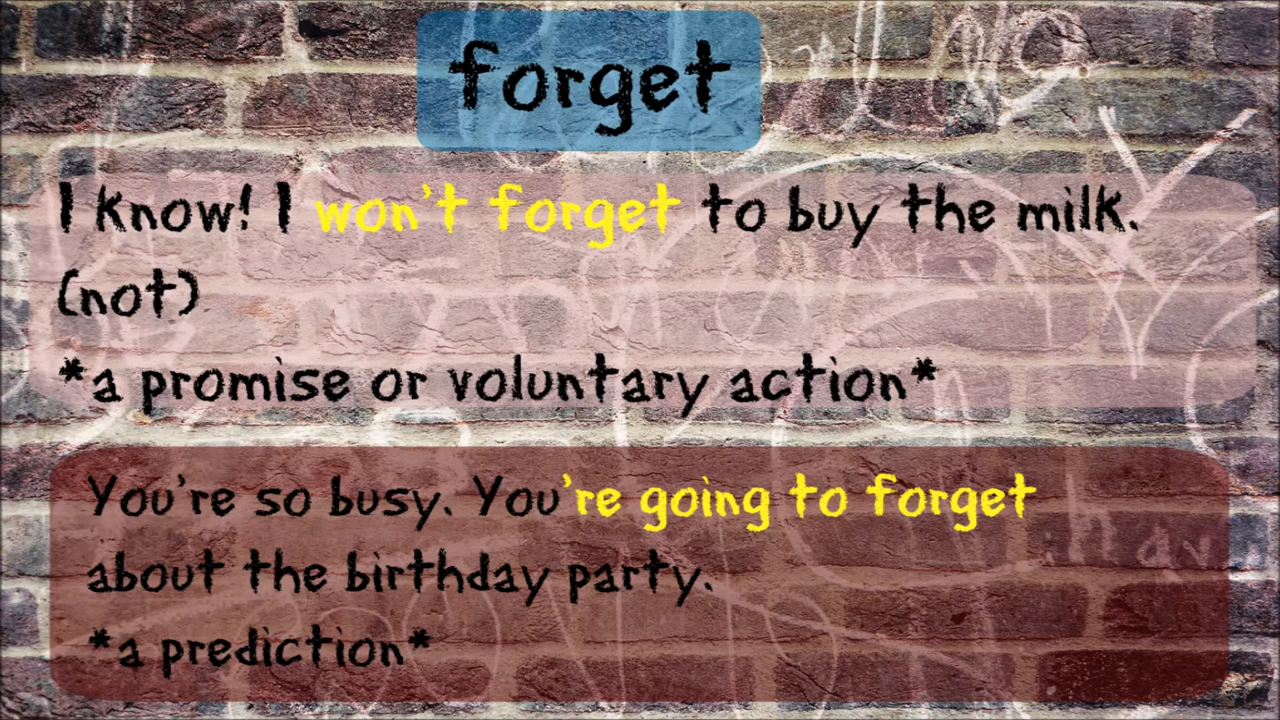 forget
I know! I won't forget to buy the milk.
(not)
*a promise or voluntary action*
You're so busy. You're going to forget
about the birthday party.
*a prediction*